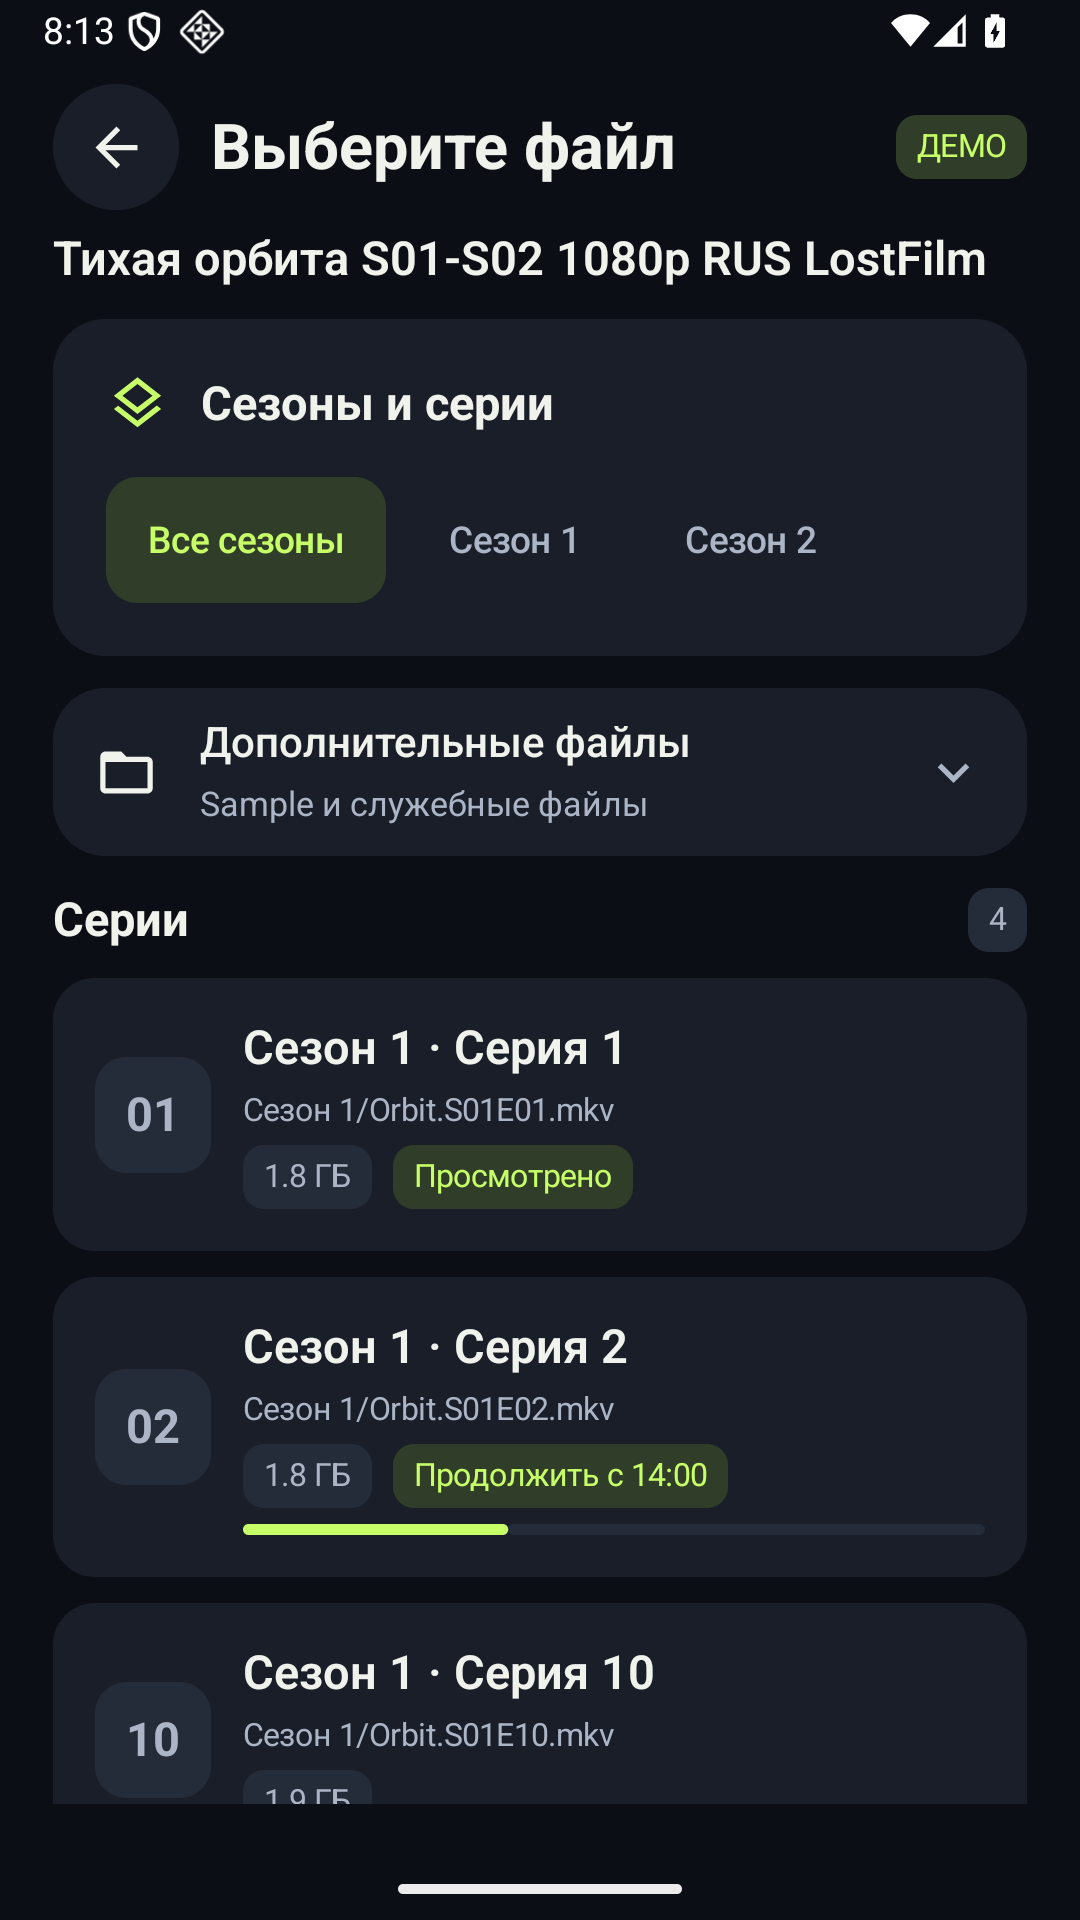 8:13
Выберите файл
ДЕМО
Тихая орбита S01-S02 1080p RUS LostFilm
Сезоны и серии
Все сезоны
Сезон 1
Сезон 2
Дополнительные файлы
Sample и служебные файлы
Серии
4
01
Сезон 1 · Серия 1
Сезон 1/Orbit.S01E01.mkv
1.8 ГБ
Просмотрено
02
Сезон 1 · Серия 2
Сезон 1/Orbit.S01E02.mkv
1.8 ГБ
Продолжить с 14:00
10
Сезон 1 · Серия 10
Сезон 1/Orbit.S01E10.mkv
1.9 ГБ